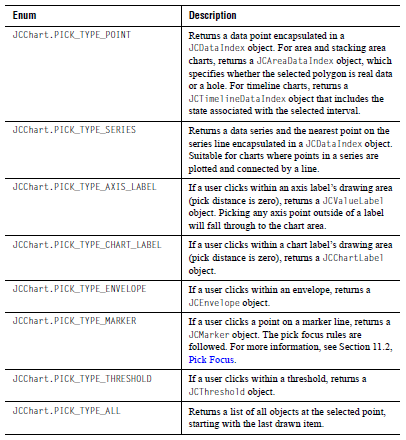 Enum Description
JCChart.PICK_TYPE_POINT Returns a data point encapsulated in a
JCDataIndex object. For area and stacking area
charts, returns a JCAreaDataIndex object, which
specifies whether the selected polygon is real data
or a hole. For timeline charts, returns a
JCTimelineDataIndex object that includes the
state associated with the selected interval.
JCChart.PICK_TYPE_SERIES Returns a data series and the nearest point on the
series line encapsulated in a JCDataIndex object.
Suitable for charts where points in a series are
plotted and connected by a line.
JCChart.PICK_TYPE_AXIS_LABEL If a user clicks within an axis label's drawing area
(pick distance is zero), returns a JCValueLabel
object. Picking any axis point outside of a label
will fall through to the chart area.
JCChart.PICK_TYPE_CHART_LABEL If a user clicks within a chart label's drawing area
(pick distance is zero), returns a JCChartLabel
object.
JCChart.PICK_TYPE_ENVELOPE If a user clicks within an envelope, returns a
JCEnvelope object.
JCChart.PICK_TYPE_MARKER If a user clicks a point on a marker line, returns a
JCMarker object. The pick focus rules are
followed. For more information, see Section 11.2,
Pick Focus.
JCChart.PICK_TYPE_THRESHOLD If a user clicks within a threshold, returns a
JCThreshold object.
JCChart.PICK_TYPE_ALL Returns a list of all objects at the selected point,
starting with the last drawn item.